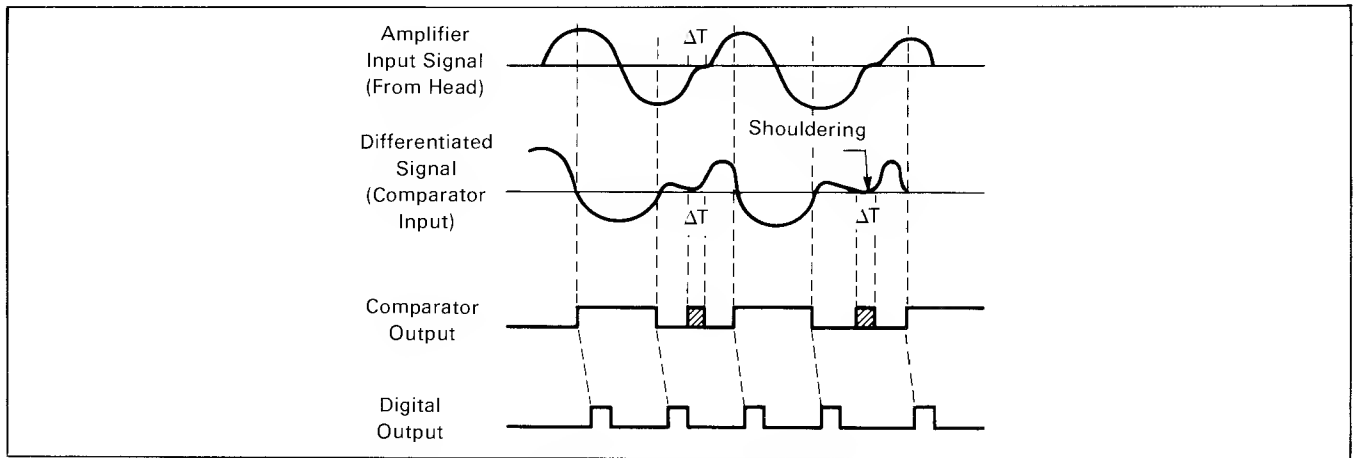 Amplifier
Input Signal
(From Head)
ΔT
Shouldering
Differentiated
Signal
(Comparator
Input)
ΔT
ΔT
Comparator
Output
Digital
Output